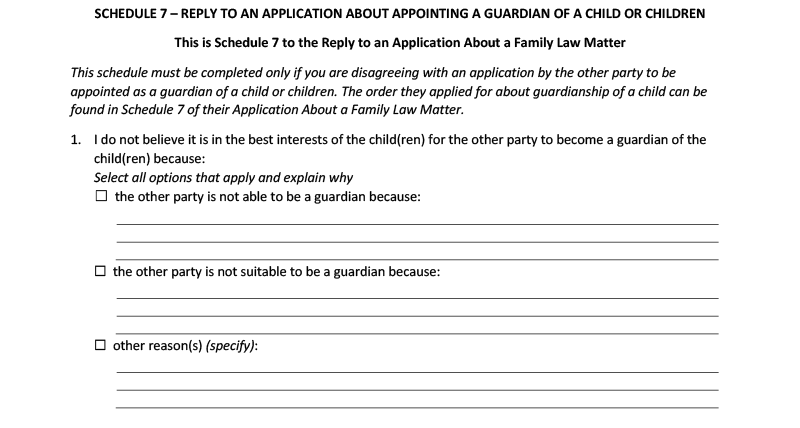 SCHEDULE 7 – REPLY TO AN APPLICATION ABOUT APPOINTING A GUARDIAN OF A CHILD OR CHILDREN
This is Schedule 7 to the Reply to an Application About a Family Law Matter
This schedule must be completed only if you are disagreeing with an application by the other party to be
appointed as a guardian of a child or children. The order they applied for about guardianship of a child can be
found in Schedule 7 of their Application About a Family Law Matter.
1. I do not believe it is in the best interests of the child(ren) for the other party to become a guardian of the
child(ren) because:
Select all options that apply and explain why
☐ the other party is not able to be a guardian because:
☐ the other party is not suitable to be a guardian because:
☐ other reason(s) (specify):